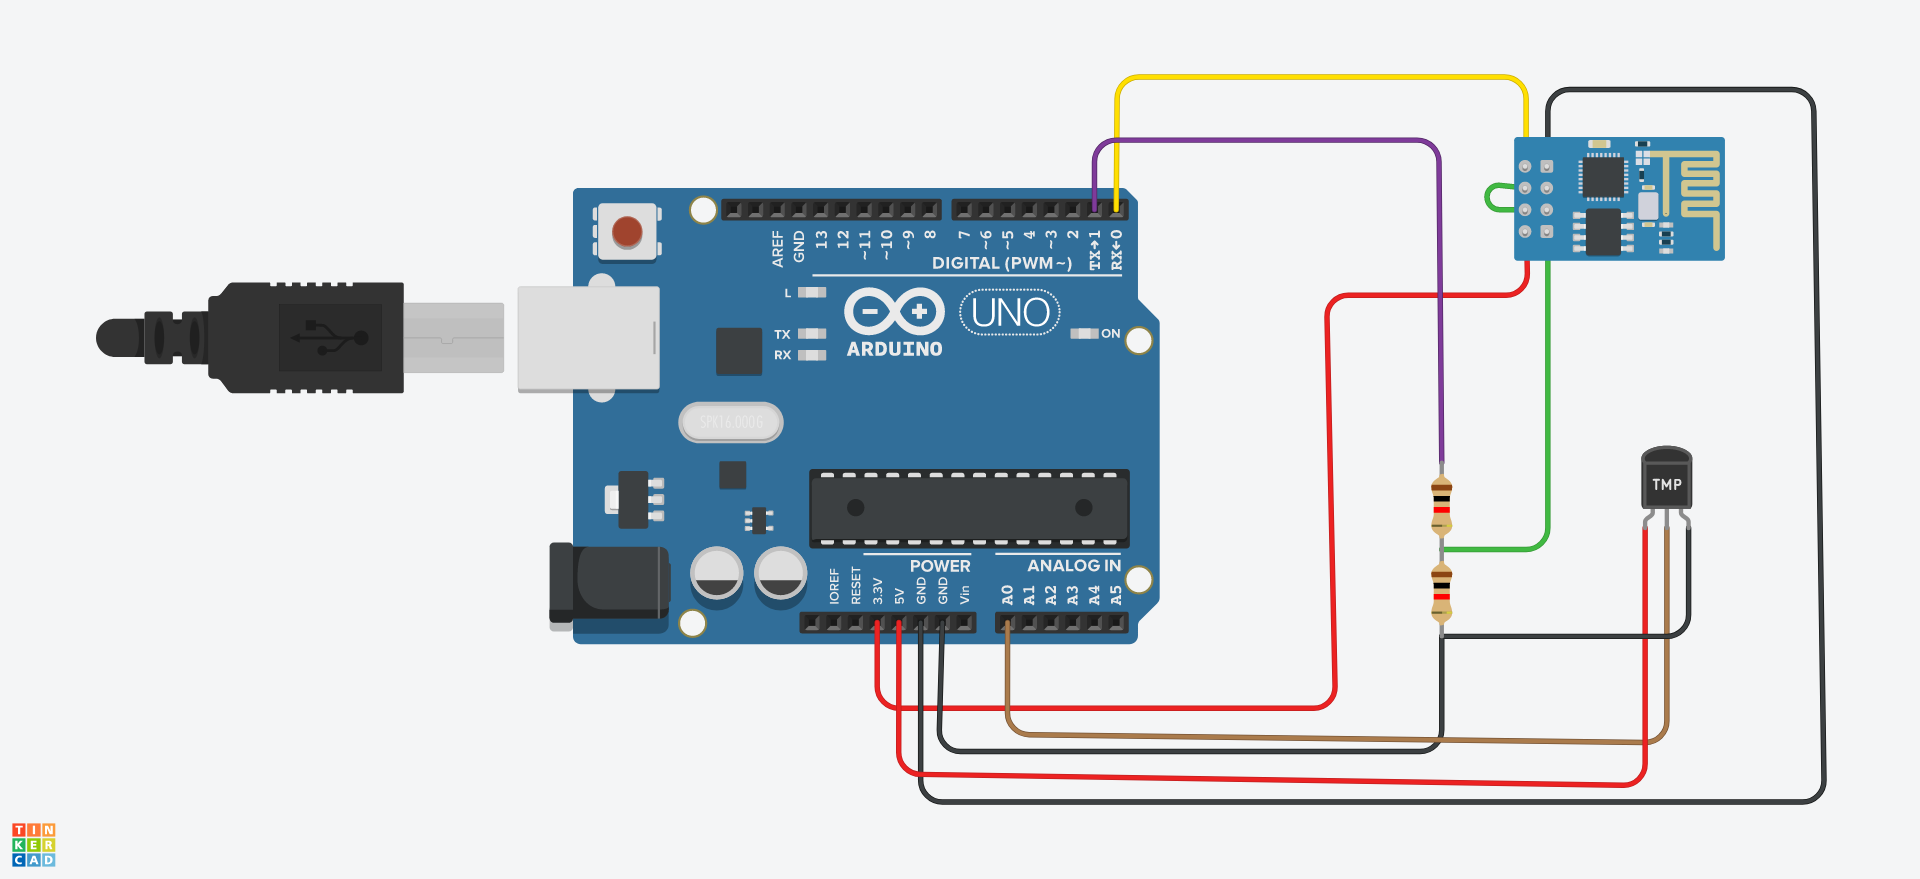 AREF
GND
13
12
~11
~10
~9
8
7
~6
~5
4
~3
2
TX→1
RX←0
DIGITAL (PWM ~)
L
TX
RX
ARDUINO
UNO
ON
SPK16.000G
TMP
POWER
ANALOG IN
IOREF
RESET
3.3V
5V
GND
GND
Vin
A0
A1
A2
A3
A4
A5
TIN
KER
CAD